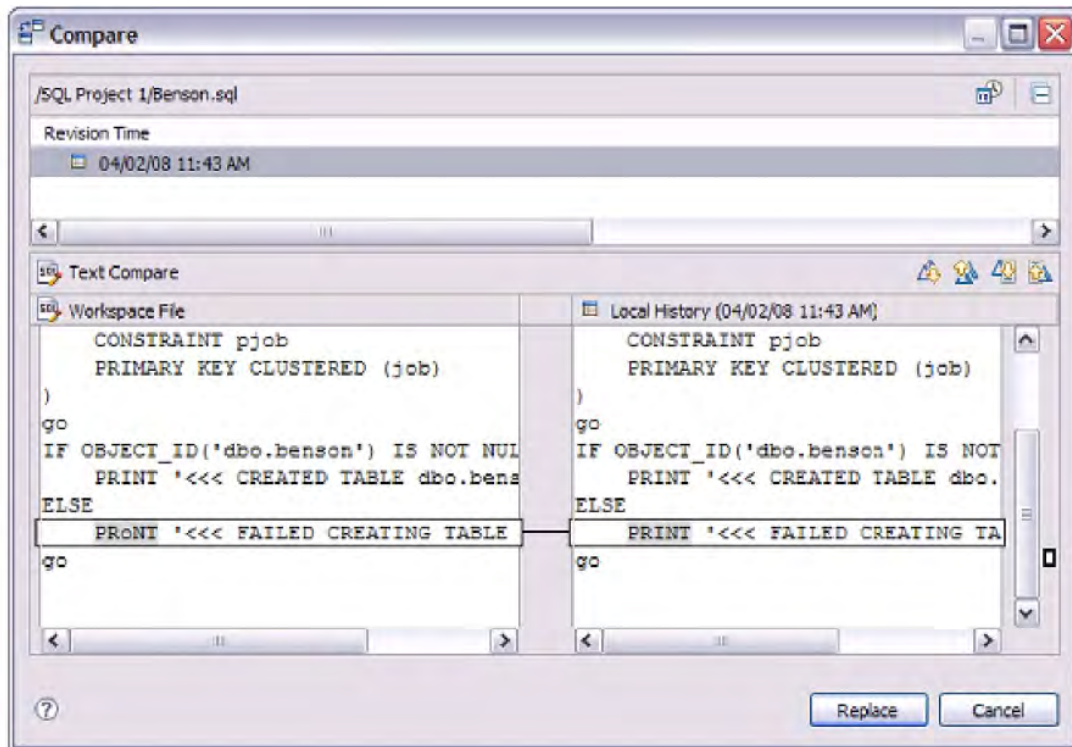 Compare
/SQL Project 1/Benson.sql
Revision Time
04/02/08 11:43 AM
Text Compare
Workspace File
CONSTRAINT pjob
PRIMARY KEY CLUSTERED (job)
)
go
IF OBJECT_ID('dbo.benson') IS NOT NUL
PRINT '<<< CREATED TABLE dbo.bens
ELSE
PRoNT '<<< FAILED CREATING TABLE
go
Local History (04/02/08 11:43 AM)
CONSTRAINT pjob
PRIMARY KEY CLUSTERED (job)
)
go
IF OBJECT_ID('dbo.benson') IS NOT
PRINT '<<< CREATED TABLE dbo.
ELSE
PRINT '<<< FAILED CREATING TA
go
Replace
Cancel